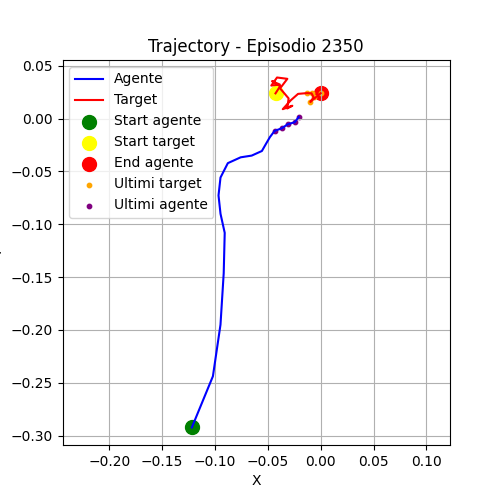 Trajectory - Episodio 2350
Agente
Target
Start agente
Start target
End agente
Ultimi target
Ultimi agente
0.05
0.00
−0.05
−0.10
−0.15
−0.20
−0.25
−0.30
−0.20
−0.15
−0.10
−0.05
0.00
0.05
0.10
X